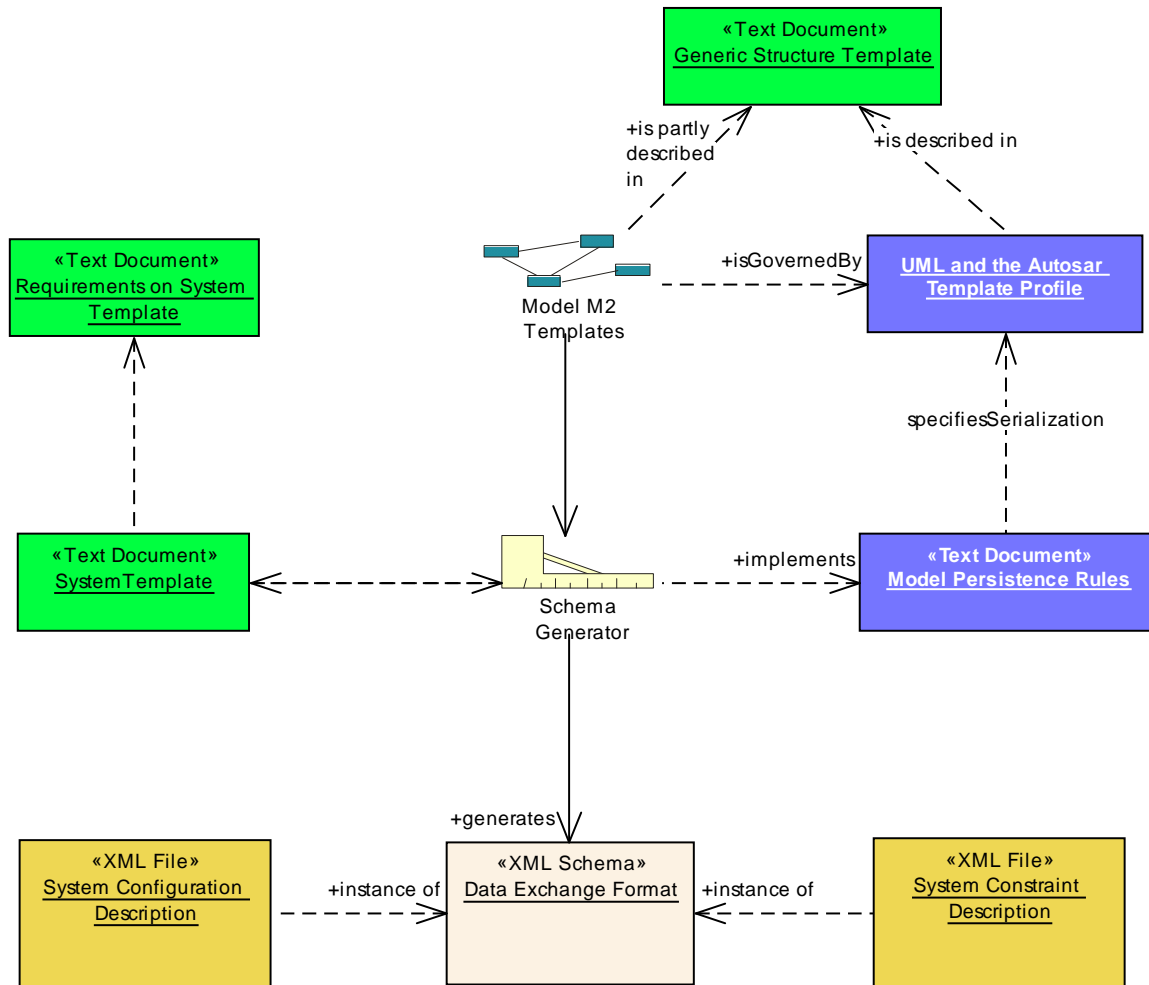 «Text Document»
Generic Structure Template
+is partly
described
in
+is described in
«Text Document»
Requirements on System
Template
+isGovernedBy
UML and the Autosar
Template Profile
Model M2
Templates
specifiesSerialization
«Text Document»
SystemTemplate
+implements
«Text Document»
Model Persistence Rules
Schema
Generator
+generates
«XML File»
System Configuration
Description
+instance of
«XML Schema»
Data Exchange Format
+instance of
«XML File»
System Constraint
Description